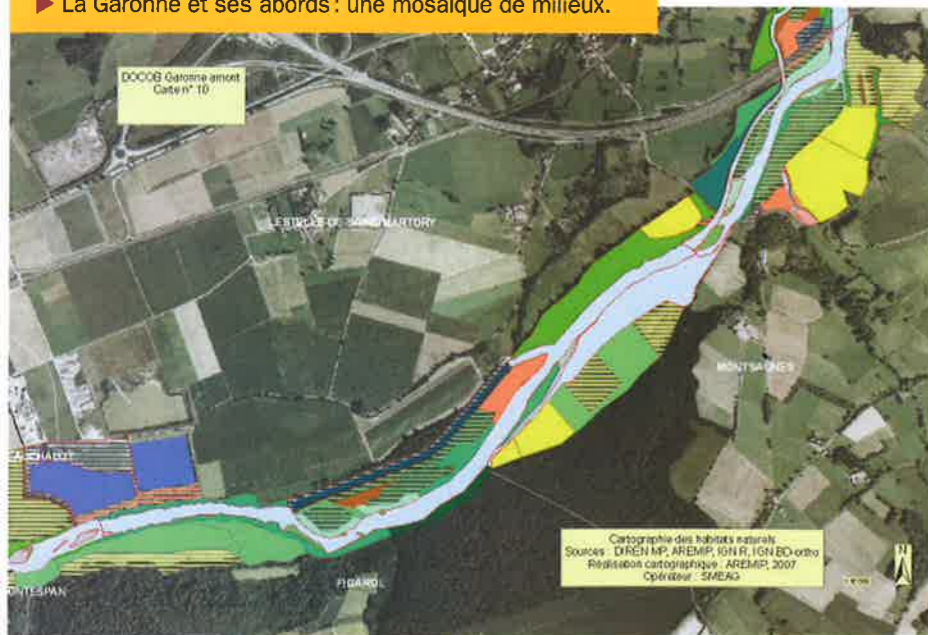 ▶ La Garonne et ses abords : une mosaïque de milieux.
DOCOB Garonne amont
Carte n° 10
LESTELLE-DE-SAINT-MARTORY
MONTSAUNES
Cartographie des habitats naturels
Sources : DIREN MP, AREMIP, IGN R, IGN BD-ortho
Réalisation cartographique : AREMIP, 2007
Opérateur : SMEAG
N
FIGAROL